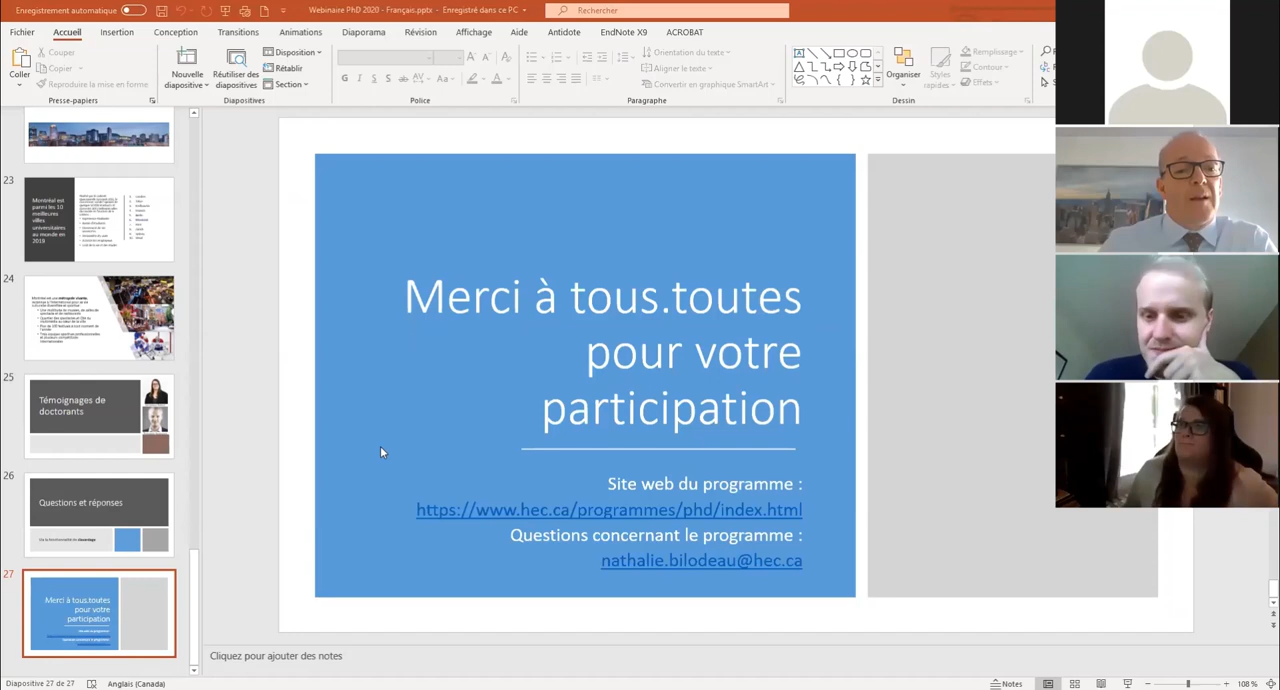 Enregistrement automatique
Webinaire PhD 2020 - Français.pptx - Enregistré dans ce PC
Rechercher
Fichier
Accueil
Insertion
Conception
Transitions
Animations
Diaporama
Révision
Affichage
Aide
Antidote
EndNote X9
ACROBAT
Coller
Couper
Copier
Reproduire la mise en forme
Presse-papiers
Nouvelle diapositive
Réutiliser des diapositives
Disposition
Rétablir
Section
Diapositives
Police
Orientation du texte
Aligner le texte
Convertir en graphique SmartArt
Paragraphe
Organiser
Styles rapides
Remplissage
Contour
Effets
Dessin
23
Montréal est
parmi les 10
meilleures
villes
universitaires
au monde en
2019
24
25
Témoignages de
doctorants
26
Questions et réponses
27
Merci à tous.toutes
pour votre
participation
Merci à tous.toutes
pour votre
participation
Site web du programme :
https://www.hec.ca/programmes/phd/index.html
Questions concernant le programme :
nathalie.bilodeau@hec.ca
Cliquez pour ajouter des notes
Diapositive 27 de 27
Anglais (Canada)
Notes
108 %